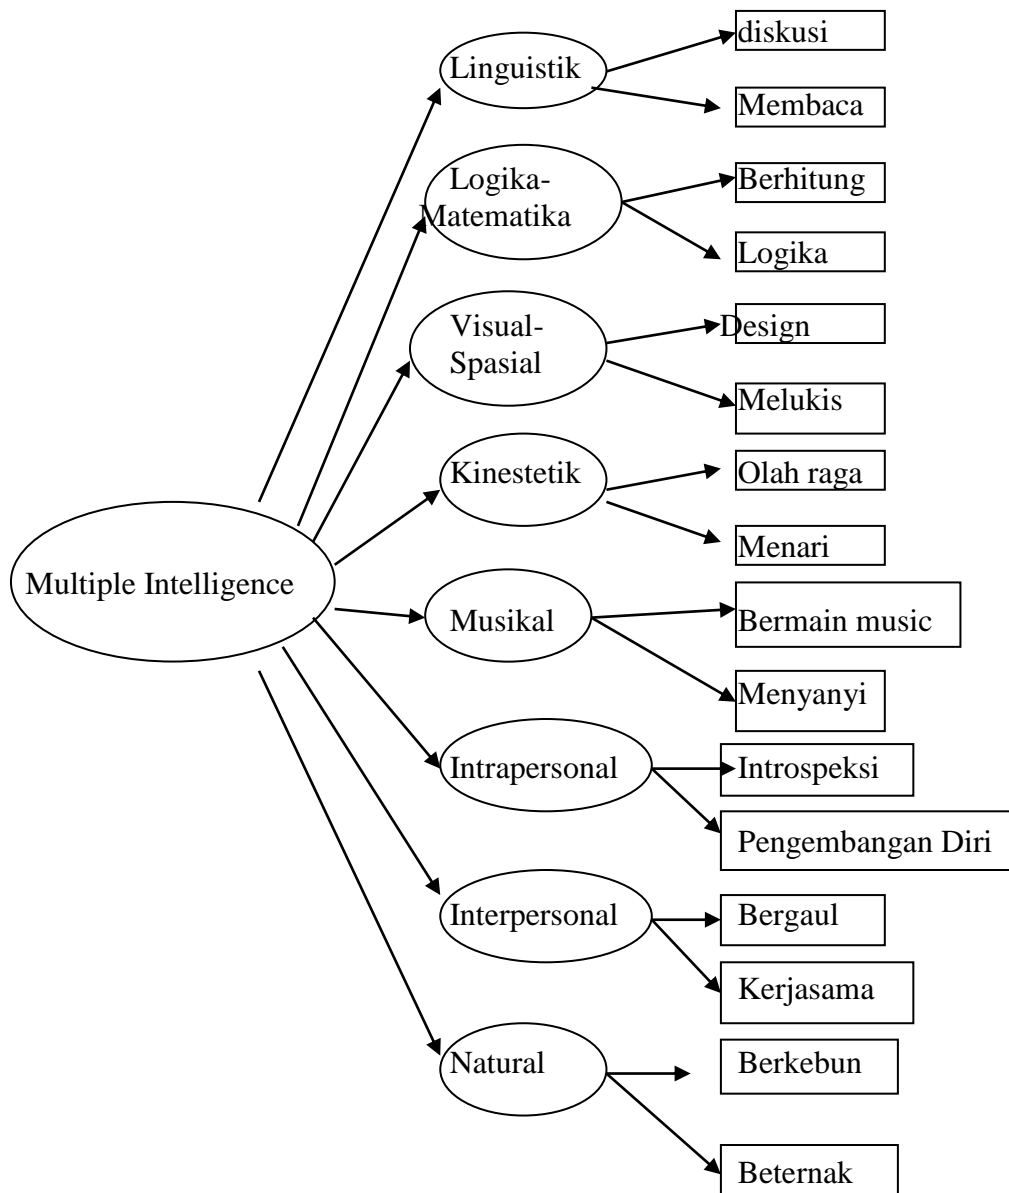 diskusi
Linguistik
Membaca
Logika-
Matematika
Berhitung
Logika
Visual-
Spasial
Design
Melukis
Kinestetik
Olah raga
Menari
Multiple Intelligence
Musikal
Bermain music
Menyanyi
Intrapersonal
Introspeksi
Pengembangan Diri
Interpersonal
Bergaul
Kerjasama
Natural
Berkebun
Beternak